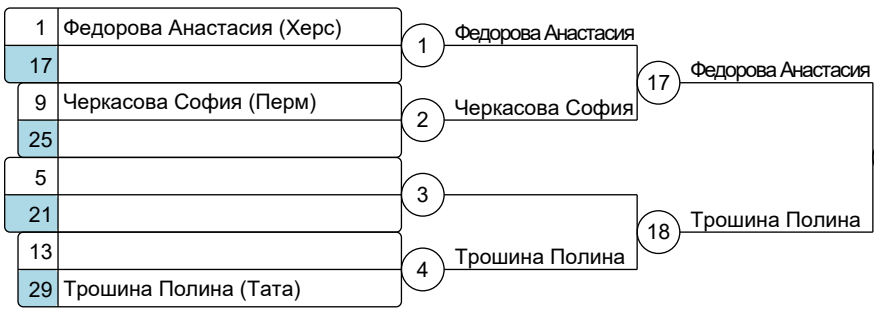 1 Федорова Анастасия (Херс)
17
1
Федорова Анастасия
9 Черкасова София (Перм)
25
2
Черкасова София
17
Федорова Анастасия
5
21
3
13
29 Трошина Полина (Тата)
4
Трошина Полина
18
Трошина Полина